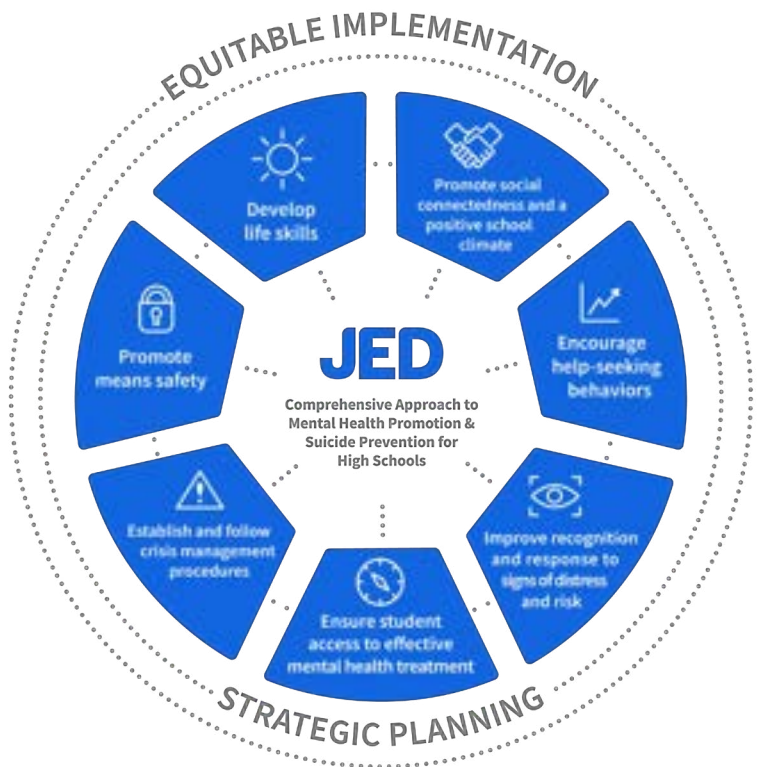 EQUITABLE IMPLEMENTATION
Develop
life skills
Promote social
connectedness and a
positive school
climate
Encourage
help-seeking
behaviors
Improve recognition
and response to
signs of distress
and risk
Ensure student
access to effective
mental health treatment
Establish and follow
crisis management
procedures
Promote
means safety
JED
Comprehensive Approach to
Mental Health Promotion &
Suicide Prevention for
High Schools
STRATEGIC PLANNING